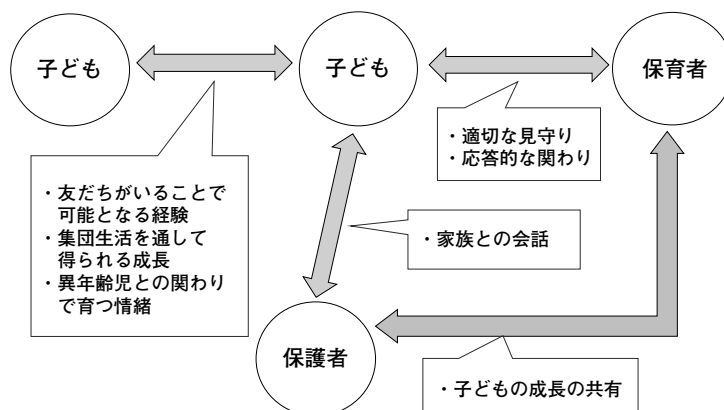 子ども
子ども
保育者
・適切な見守り
・応答的な関わり
・友だちがいることで
可能となる経験
・集団生活を通して
得られる成長
・異年齢児との関わり
で育つ情緒
・家族との会話
保護者
・子どもの成長の共有